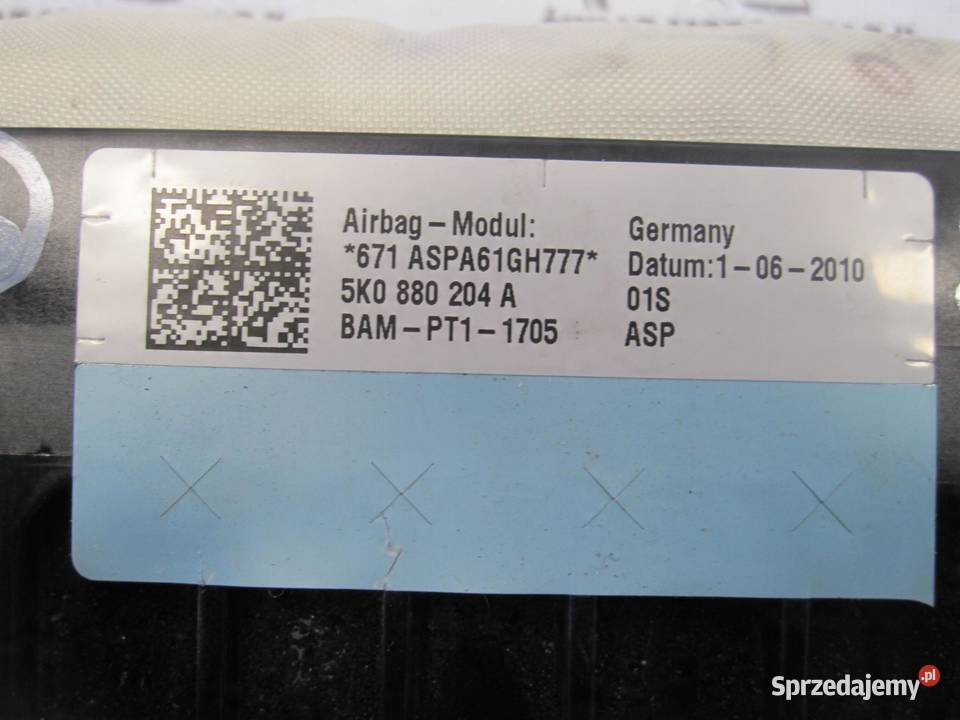 Airbag-Modul:
*671 ASPA61GH777*
5K0 880 204 A
BAM-PT1-1705
Germany
Datum:1-06-2010
01S
ASP
Sprzedajemy.pl